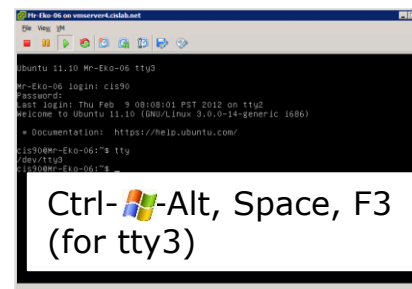 Mr-Eko-06 on vmserver4.cislab.net
File View VM
Ubuntu 11.10 Mr-Eko-06 tty3
Mr-Eko-06 login: cis90
Password:
Last login: Thu Feb  9 08:08:01 PST 2012 on tty2
Welcome to Ubuntu 11.10 (GNU/Linux 3.0.0-14-generic i686)
* Documentation:  https://help.ubuntu.com/
cis90@Mr-Eko-06:~$ tty
/dev/tty3
cis90@Mr-Eko-06:~$ _
Ctrl- -Alt, Space, F3
(for tty3)